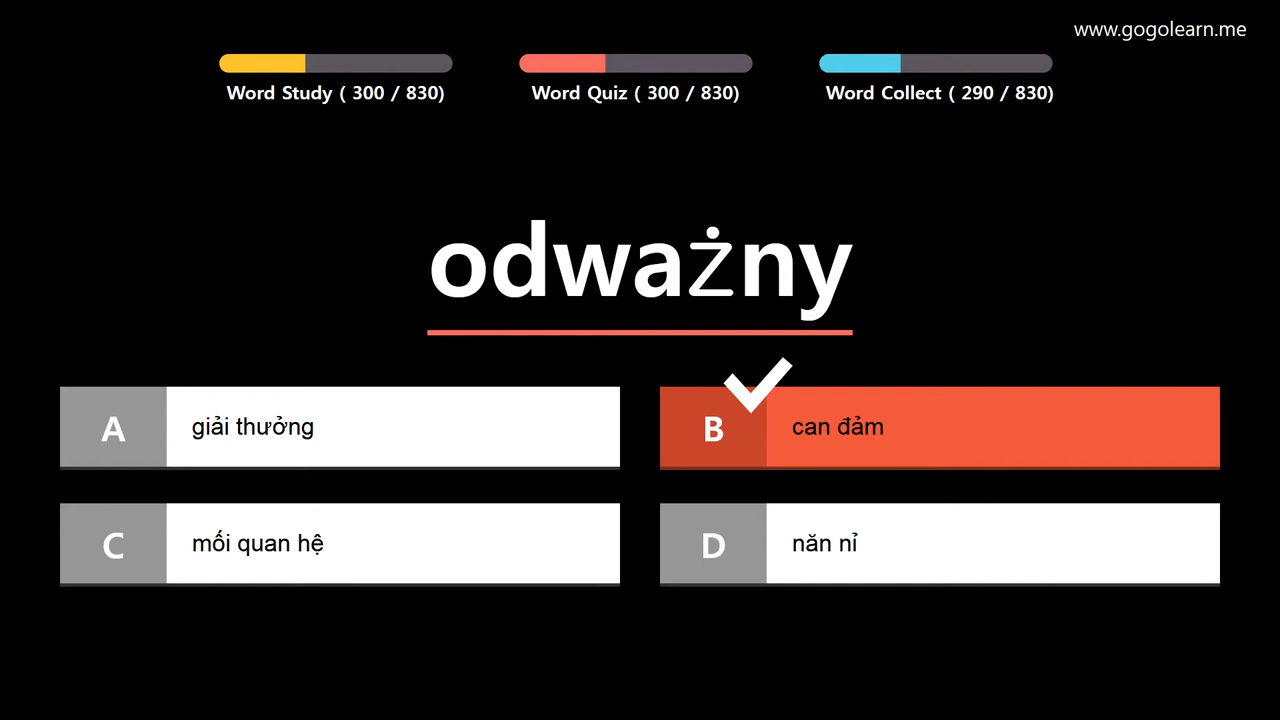 www.gogolearn.me
Word Study ( 300 / 830)
Word Quiz ( 300 / 830)
Word Collect ( 290 / 830)
odważny
A giải thưởng
B can đảm
C mối quan hệ
D năn nỉ